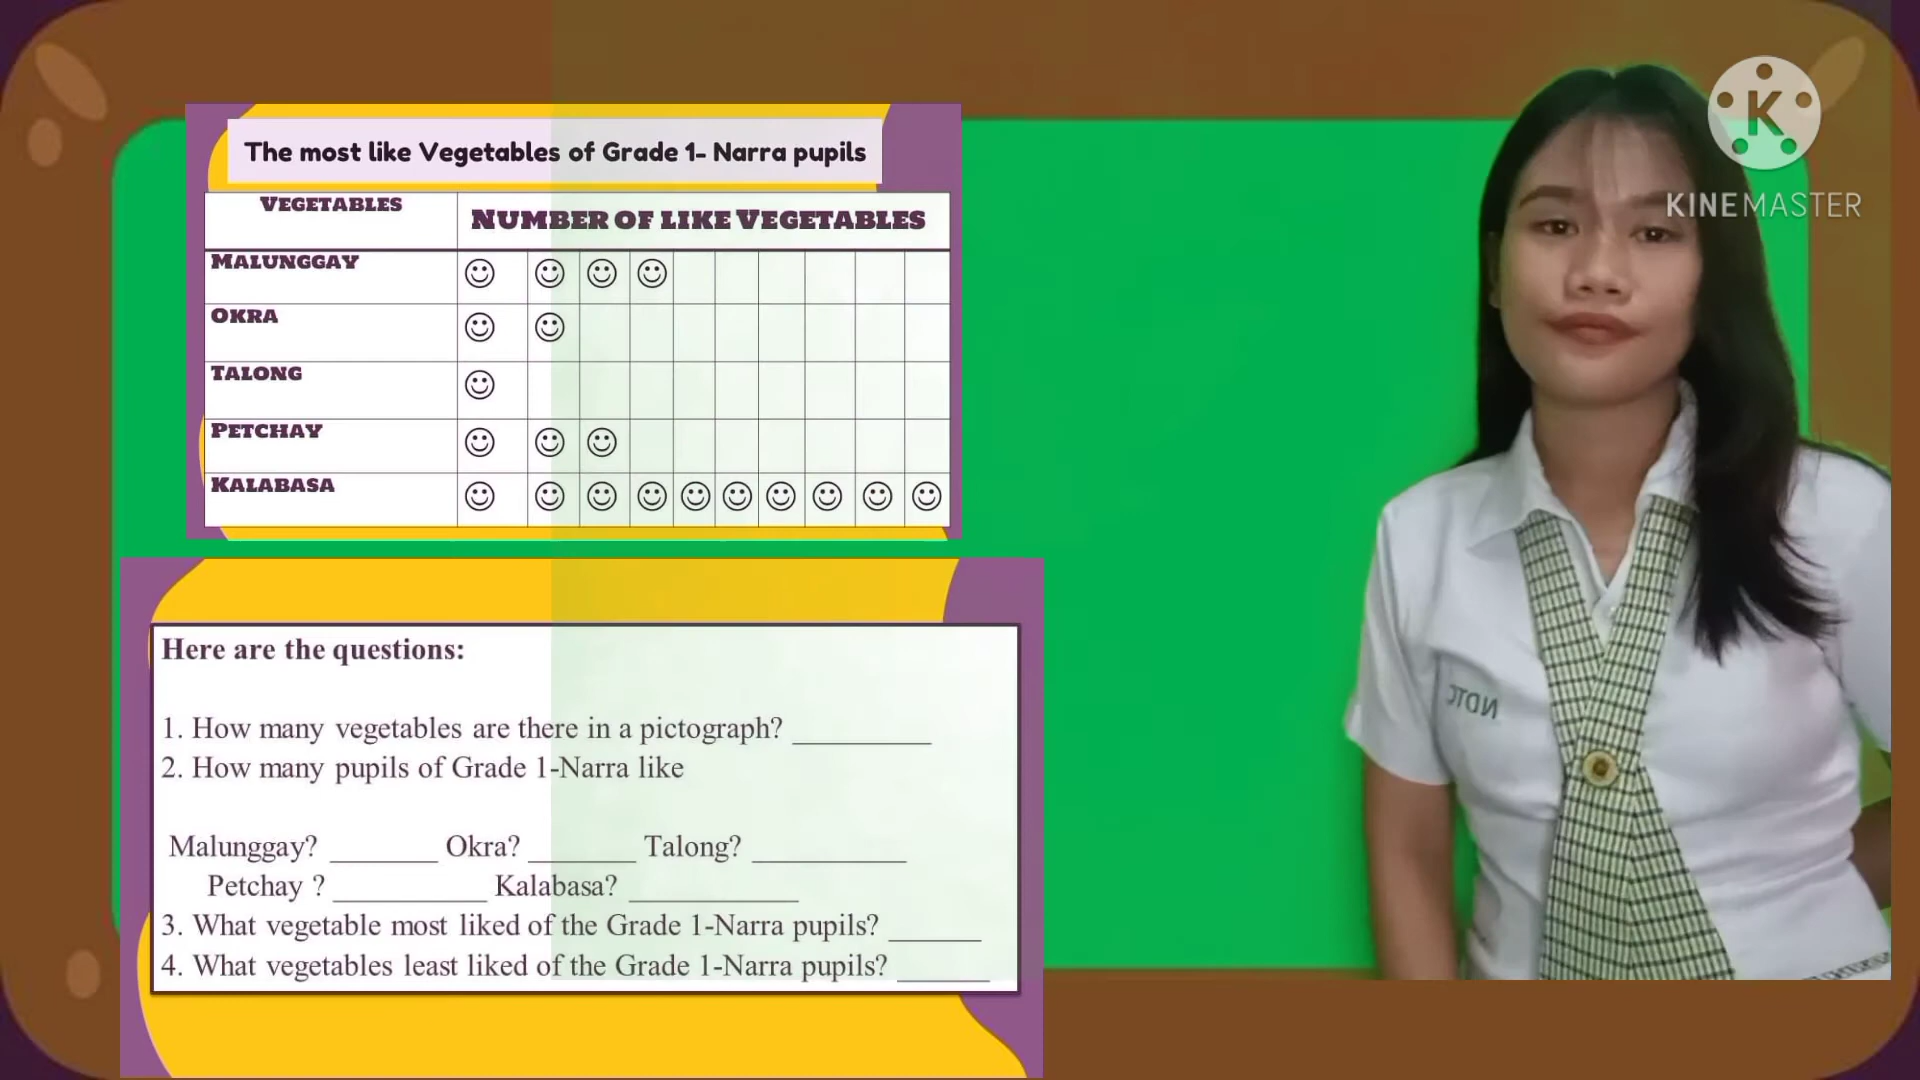 The most like Vegetables of Grade 1- Narra pupils
VEGETABLES
NUMBER OF LIKE VEGETABLES
MALUNGGAY
OKRA
TALONG
PETCHAY
KALABASA
Here are the questions:
1. How many vegetables are there in a pictograph? __________
2. How many pupils of Grade 1-Narra like
Malunggay? _______ Okra? _______ Talong? __________
Petchay ? __________ Kalabasa? ___________
3. What vegetable most liked of the Grade 1-Narra pupils? ______
4. What vegetables least liked of the Grade 1-Narra pupils? ______
K
KINEMASTER
NDTC